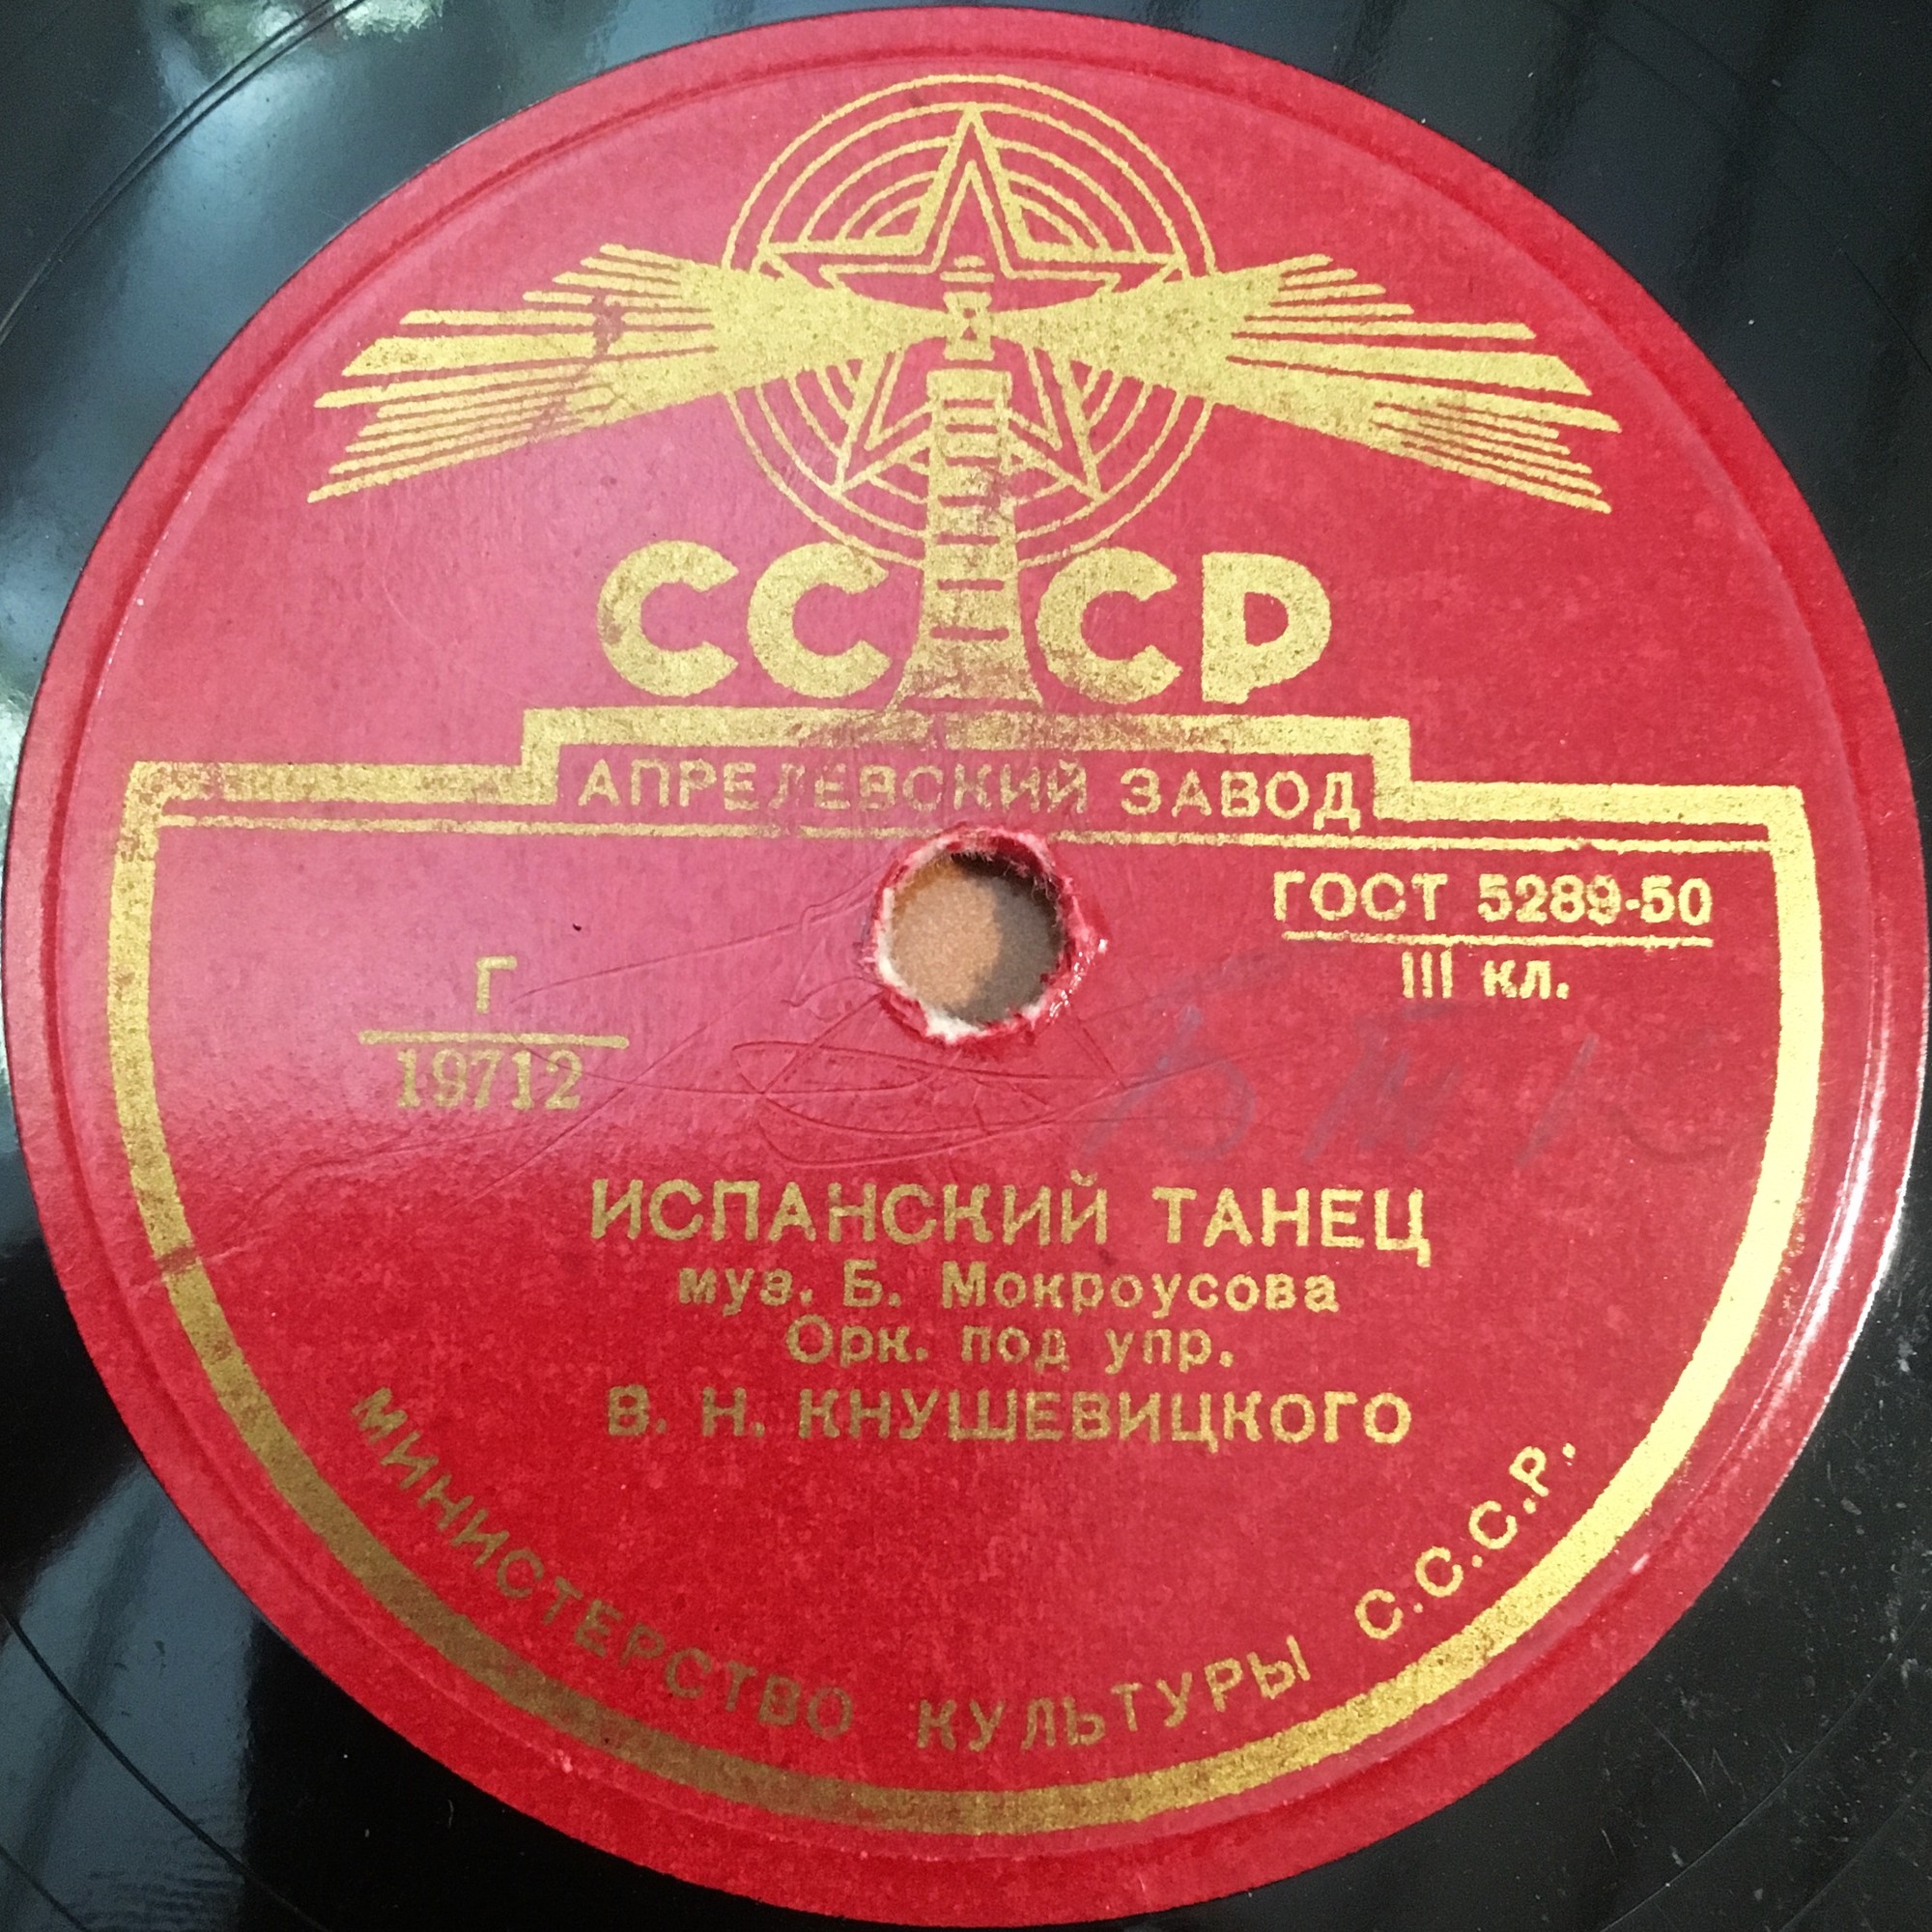 СССР
АПРЕЛЕВСКИЙ ЗАВОД
ГОСТ 5289-50
III кл.
Г
19712
ИСПАНСКИЙ ТАНЕЦ
муз. Б. Мокроусова
Орк. под упр.
В. Н. КНУШЕВИЦКОГО
МИНИСТЕРСТВО КУЛЬТУРЫ С.С.С.Р.